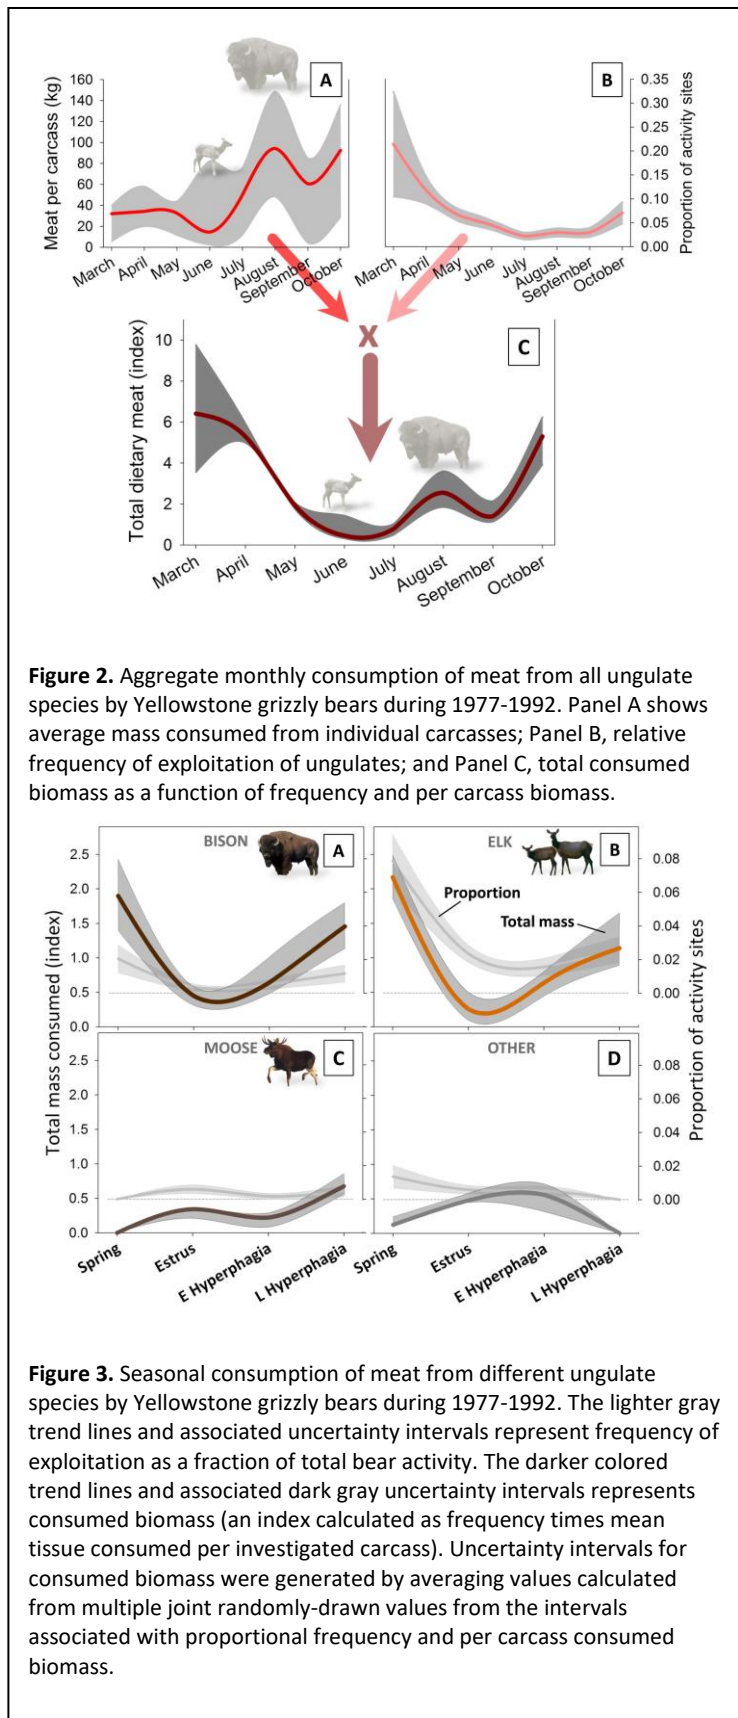 A
B
Meat per carcass (kg)
160
140
120
100
80
60
40
20
0
March
April
May
June
July
August
September
October
0.35
0.30
0.25
0.20
0.15
0.10
0.05
0.00
Proportion of activity sites
March
April
May
June
July
August
September
October
X
C
Total dietary meat (index)
10
8
6
4
2
0
March
April
May
June
July
August
September
October
Figure 2. Aggregate monthly consumption of meat from all ungulate
species by Yellowstone grizzly bears during 1977-1992. Panel A shows
average mass consumed from individual carcasses; Panel B, relative
frequency of exploitation of ungulates; and Panel C, total consumed
biomass as a function of frequency and per carcass biomass.
BISON
A
ELK
B
Proportion
Total mass
2.5
2.0
1.5
1.0
0.5
0.0
0.08
0.06
0.04
0.02
0.00
MOOSE
C
OTHER
D
2.5
2.0
1.5
1.0
0.5
0.0
0.08
0.06
0.04
0.02
0.00
Total mass consumed (index)
Proportion of activity sites
Spring
Estrus
E Hyperphagia
L Hyperphagia
Spring
Estrus
E Hyperphagia
L Hyperphagia
Figure 3. Seasonal consumption of meat from different ungulate
species by Yellowstone grizzly bears during 1977-1992. The lighter gray
trend lines and associated uncertainty intervals represent frequency of
exploitation as a fraction of total bear activity. The darker colored
trend lines and associated dark gray uncertainty intervals represents
consumed biomass (an index calculated as frequency times mean
tissue consumed per investigated carcass). Uncertainty intervals for
consumed biomass were generated by averaging values calculated
from multiple joint randomly-drawn values from the intervals
associated with proportional frequency and per carcass consumed
biomass.